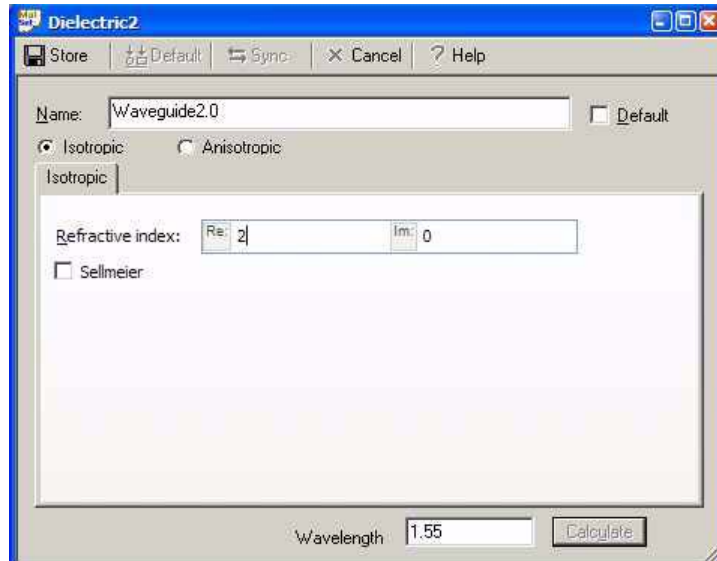 Dielectric2
Store Default Sync Cancel ? Help
Name: Waveguide2.0 Default
Isotropic Anisotropic
Isotropic
Refractive index: Re: 2 Im: 0
Sellmeier
Wavelength 1.55 Calculate